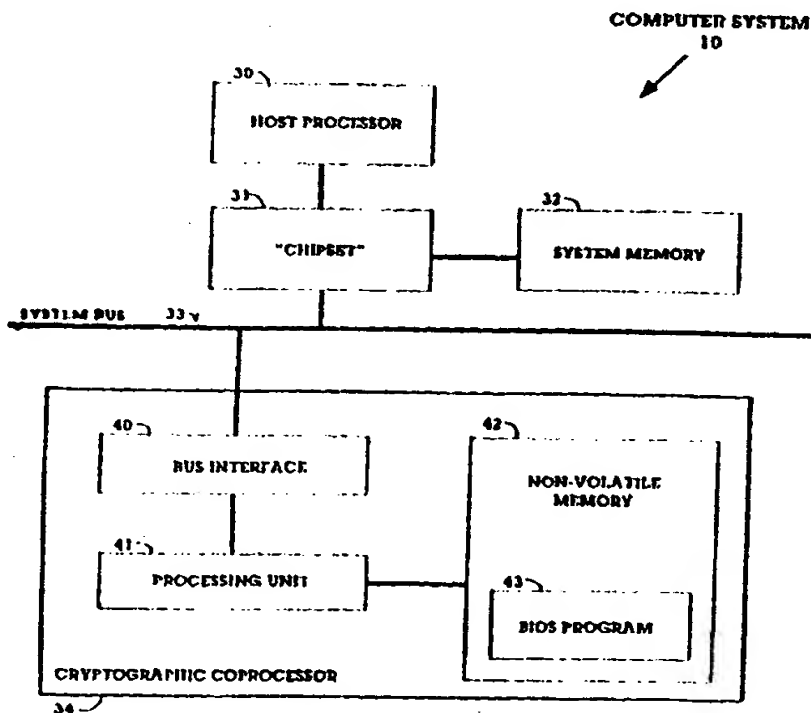 COMPUTER SYSTEM
10
30
HOST PROCESSOR
31
"CHIPSET"
32
SYSTEM MEMORY
SYSTEM BUS 33
40
BUS INTERFACE
42
NON-VOLATILE
MEMORY
41
PROCESSING UNIT
43
BIOS PROGRAM
CRYPTOGRAPHIC COPROCESSOR
34